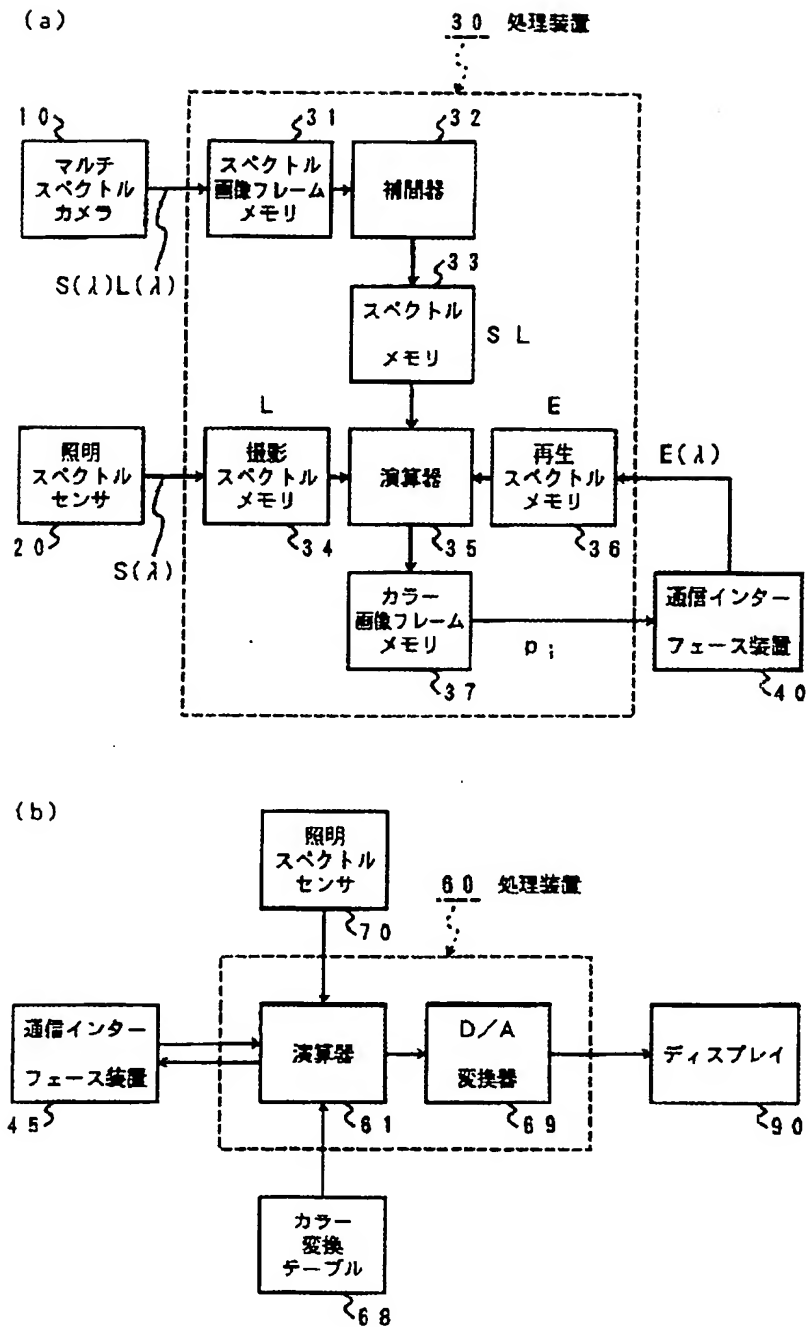 (a)
30 処理装置
10
31
32
マルチ
スペクトル
カメラ
スペクトル
画像フレーム
メモリ
補間器
S(λ)L(λ)
33
スペクトル
メモリ
SL
L
E
照明
スペクトル
センサ
撮影
スペクトル
メモリ
演算器
再生
スペクトル
メモリ
E(λ)
20
34
35
36
S(λ)
カラー
画像フレーム
メモリ
pi
通信インター
フェース装置
37
40
(b)
照明
スペクトル
センサ
70
60 処理装置
通信インター
フェース装置
演算器
D/A
変換器
ディスプレイ
45
61
69
90
カラー
変換
テーブル
68